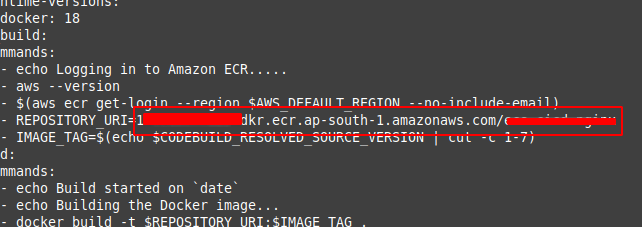 ntime-versions:
docker: 18
build:
mmands:
- echo Logging in to Amazon ECR.....
- aws --version
- $(aws ecr get-login --region $AWS_DEFAULT_REGION --no-include-email)
- REPOSITORY_URI=1 dkr.ecr.ap-south-1.amazonaws.com/e
- IMAGE_TAG=$(echo $CODEBUILD_RESOLVED_SOURCE_VERSION | cut -c 1-7)
d:
mmands:
- echo Build started on `date`
- echo Building the Docker image...
- docker build -t $REPOSITORY_URI:$IMAGE_TAG .